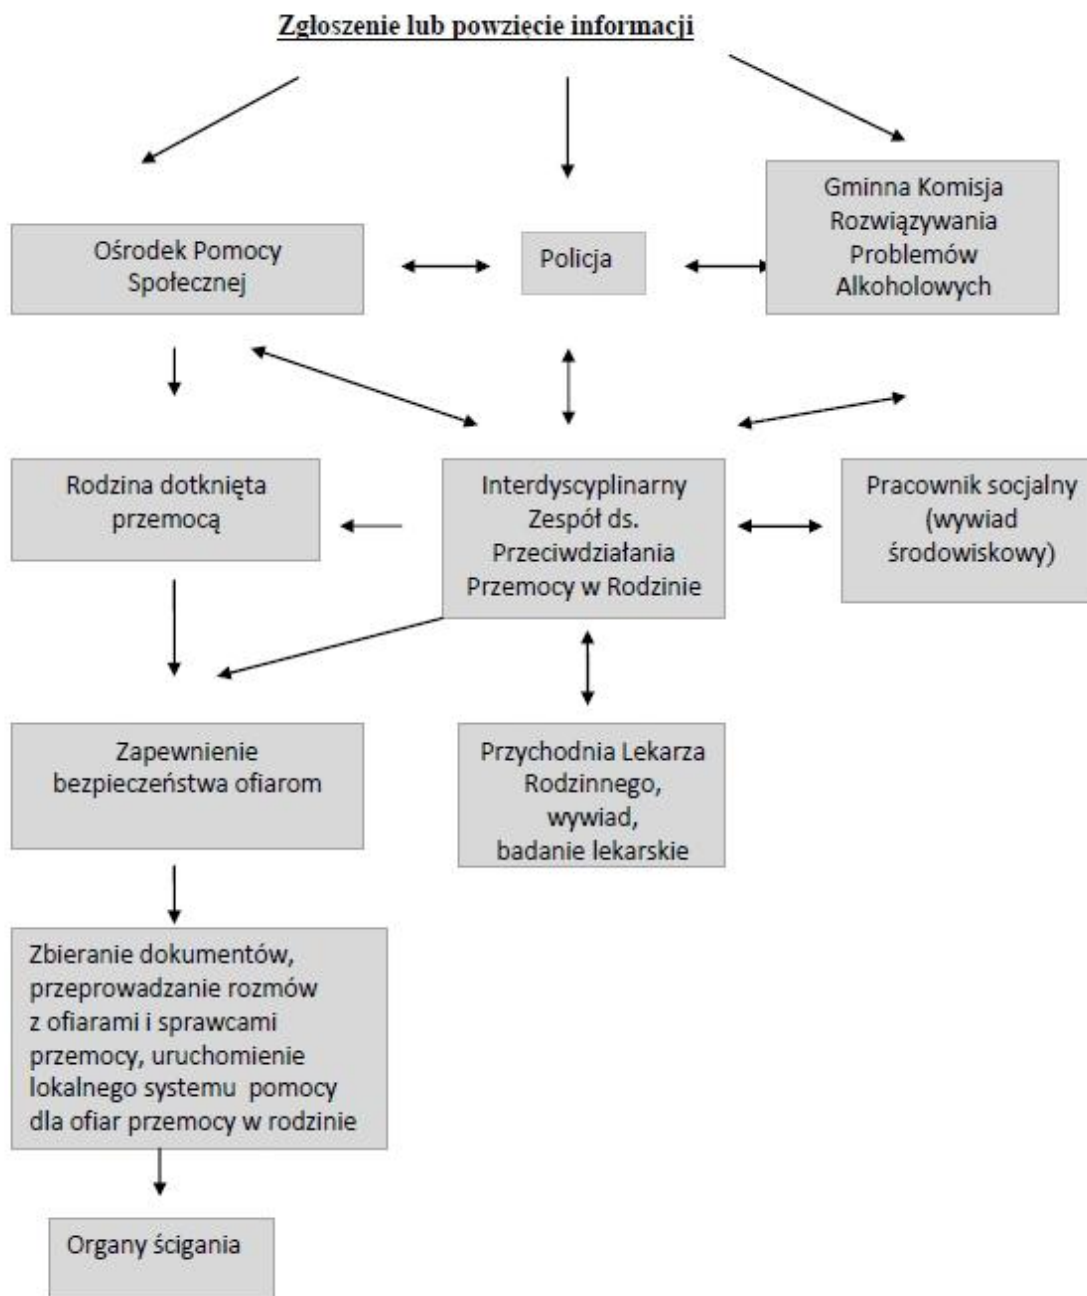 Zgłoszenie lub powzięcie informacji
Ośrodek Pomocy
Społecznej
Policja
Gminna Komisja
Rozwiązywania
Problemów
Alkoholowych
Rodzina dotknięta
przemocą
Interdyscyplinarny
Zespół ds.
Przeciwdziałania
Przemocy w Rodzinie
Pracownik socjalny
(wywiad
środowiskowy)
Zapewnienie
bezpieczeństwa ofiarom
Przychodnia Lekarza
Rodzinnego,
wywiad,
badanie lekarskie
Zbieranie dokumentów,
przeprowadzanie rozmów
z ofiarami i sprawcami
przemocy, uruchomienie
lokalnego systemu pomocy
dla ofiar przemocy w rodzinie
Organy ścigania